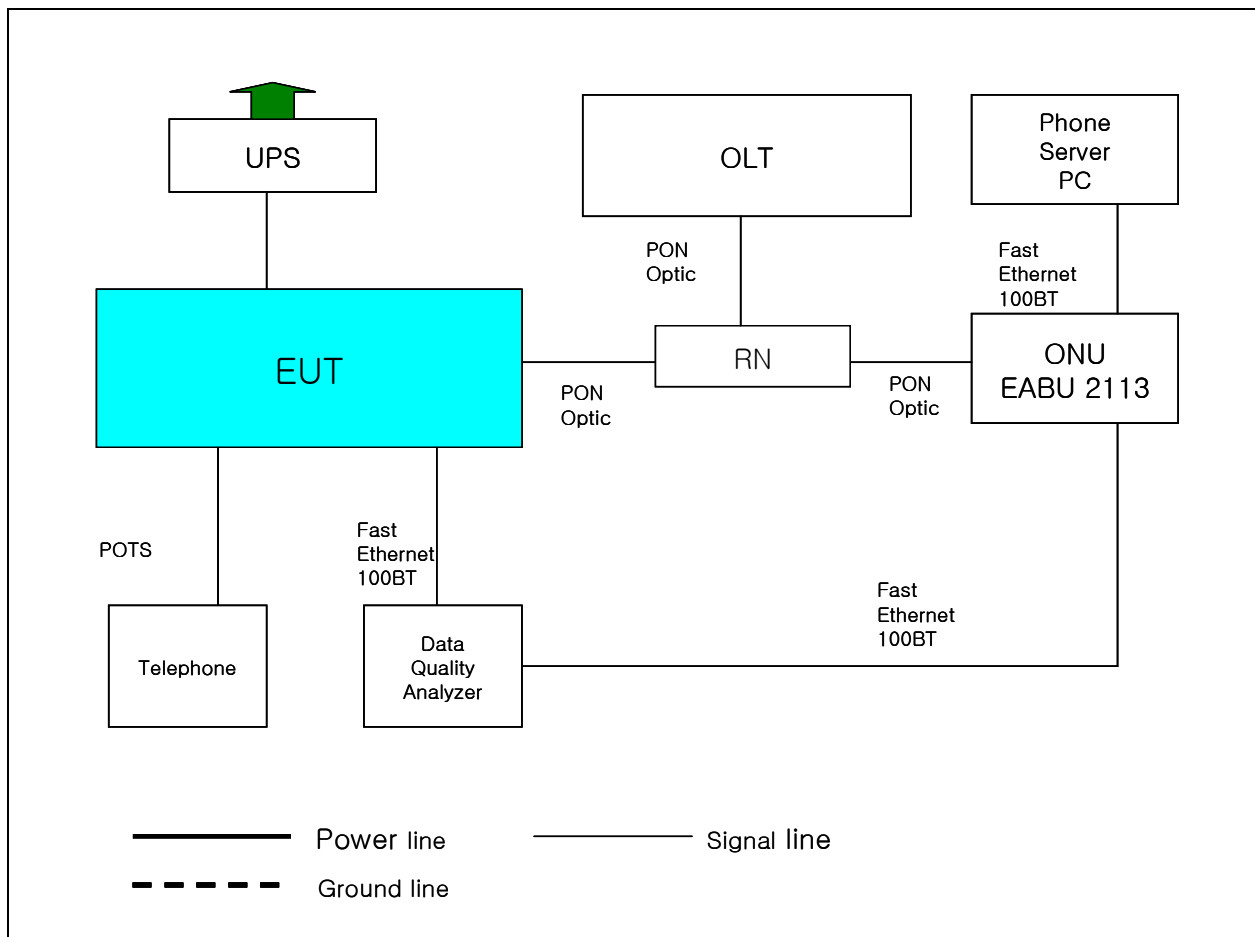 UPS
OLT
Phone
Server
PC
PON
Optic
Fast
Ethernet
100BT
EUT
RN
ONU
EABU 2113
PON
Optic
PON
Optic
POTS
Fast
Ethernet
100BT
Fast
Ethernet
100BT
Telephone
Data
Quality
Analyzer
Power line
Signal line
Ground line